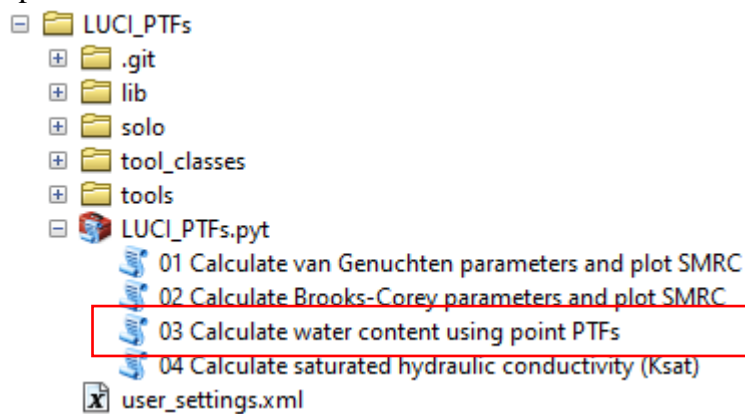 LUCI_PTFs
.git
lib
solo
tool_classes
tools
LUCI_PTFs.pyt
01 Calculate van Genuchten parameters and plot SMRC
02 Calculate Brooks-Corey parameters and plot SMRC
03 Calculate water content using point PTFs
04 Calculate saturated hydraulic conductivity (Ksat)
user_settings.xml